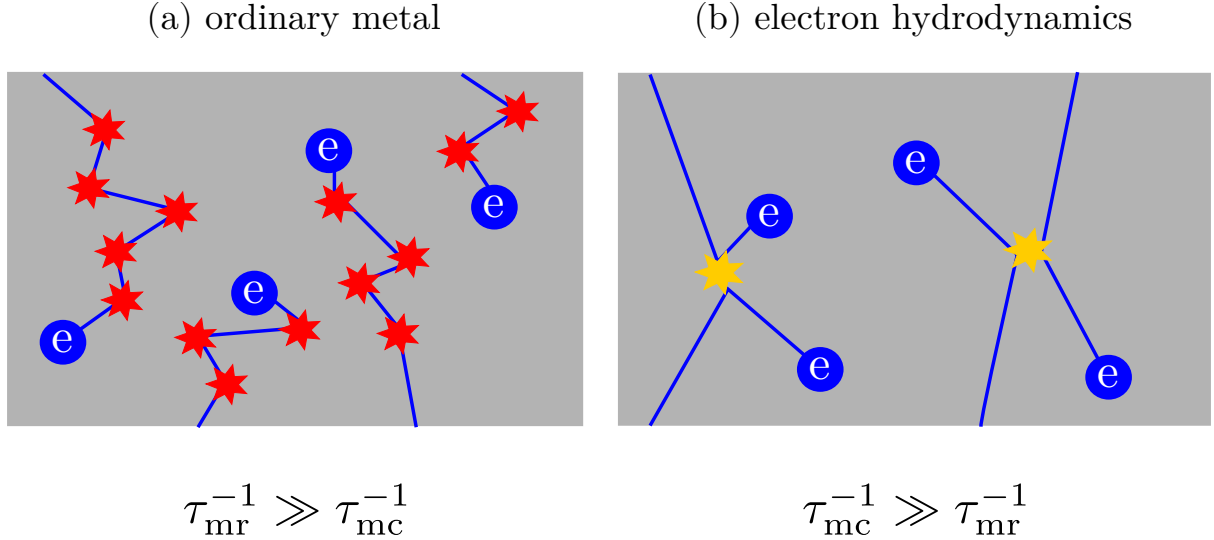 (a) ordinary metal
(b) electron hydrodynamics
e
e
e
e
e
e
e
e
τ_mr^−1 ≫ τ_mc^−1
τ_mc^−1 ≫ τ_mr^−1